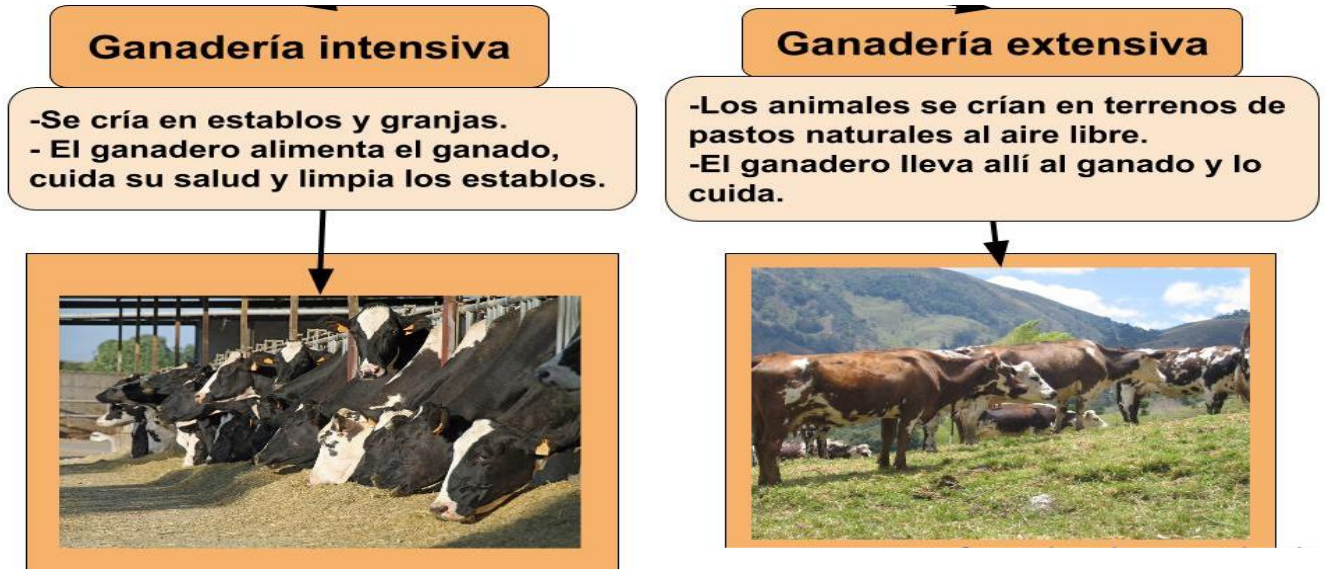 Ganadería intensiva
-Se cría en establos y granjas.
- El ganadero alimenta el ganado,
cuida su salud y limpia los establos.
Ganadería extensiva
-Los animales se crían en terrenos de
pastos naturales al aire libre.
-El ganadero lleva allí al ganado y lo
cuida.